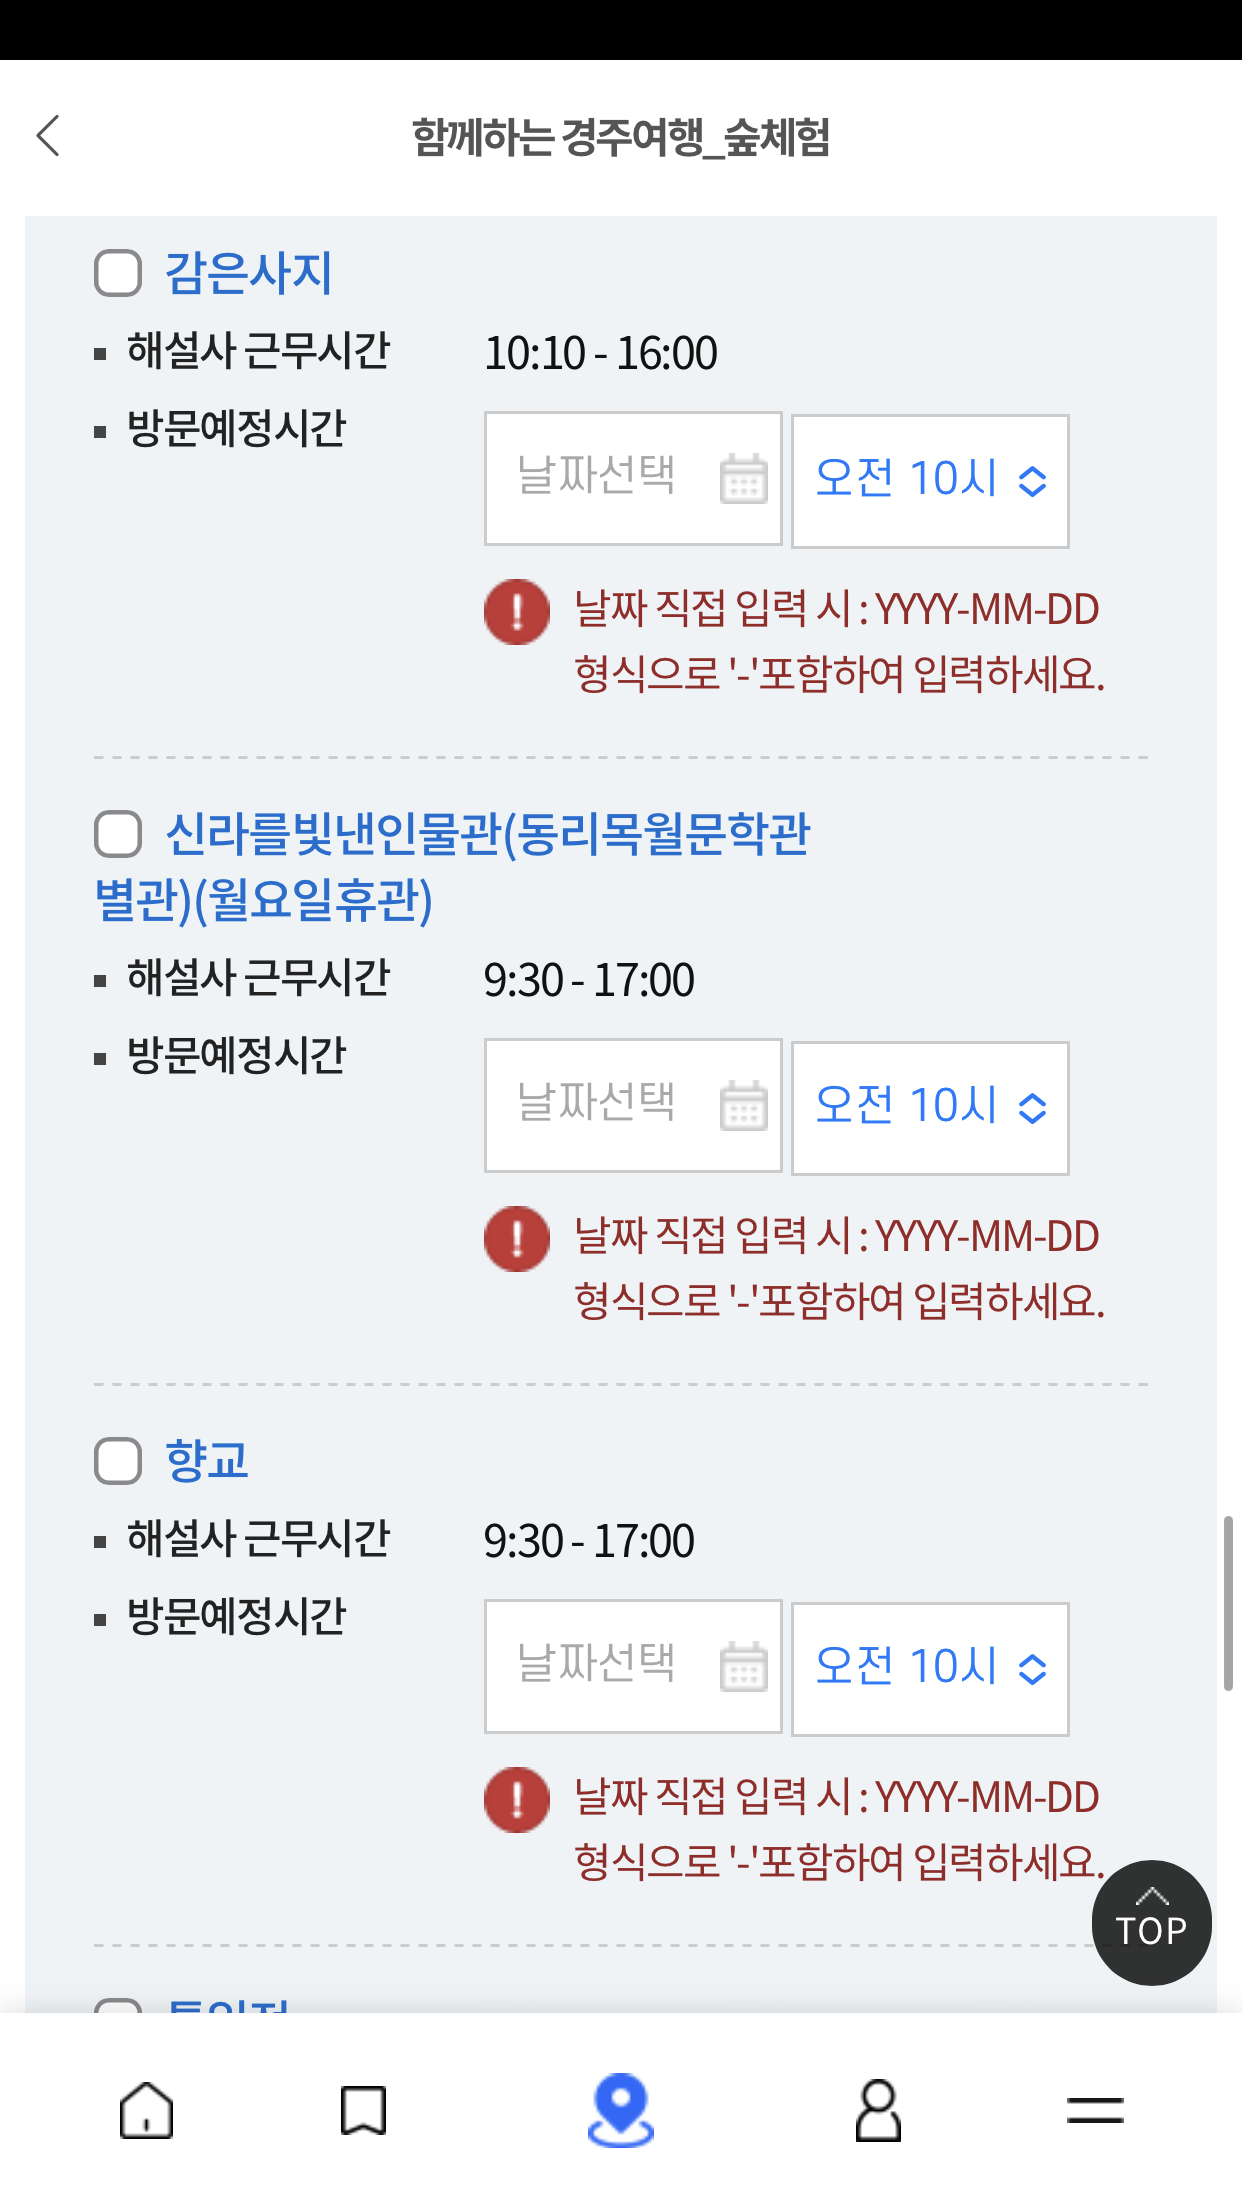 함께하는 경주여행_숲체험
감은사지
해설사 근무시간 10:10 - 16:00
방문예정시간 날짜선택 오전 10시
날짜 직접 입력 시 : YYYY-MM-DD
형식으로 '-'포함하여 입력하세요.
신라를빛낸인물관(동리목월문학관
별관)(월요일휴관)
해설사 근무시간 9:30 - 17:00
방문예정시간 날짜선택 오전 10시
날짜 직접 입력 시 : YYYY-MM-DD
형식으로 '-'포함하여 입력하세요.
향교
해설사 근무시간 9:30 - 17:00
방문예정시간 날짜선택 오전 10시
날짜 직접 입력 시 : YYYY-MM-DD
형식으로 '-'포함하여 입력하세요.
TOP